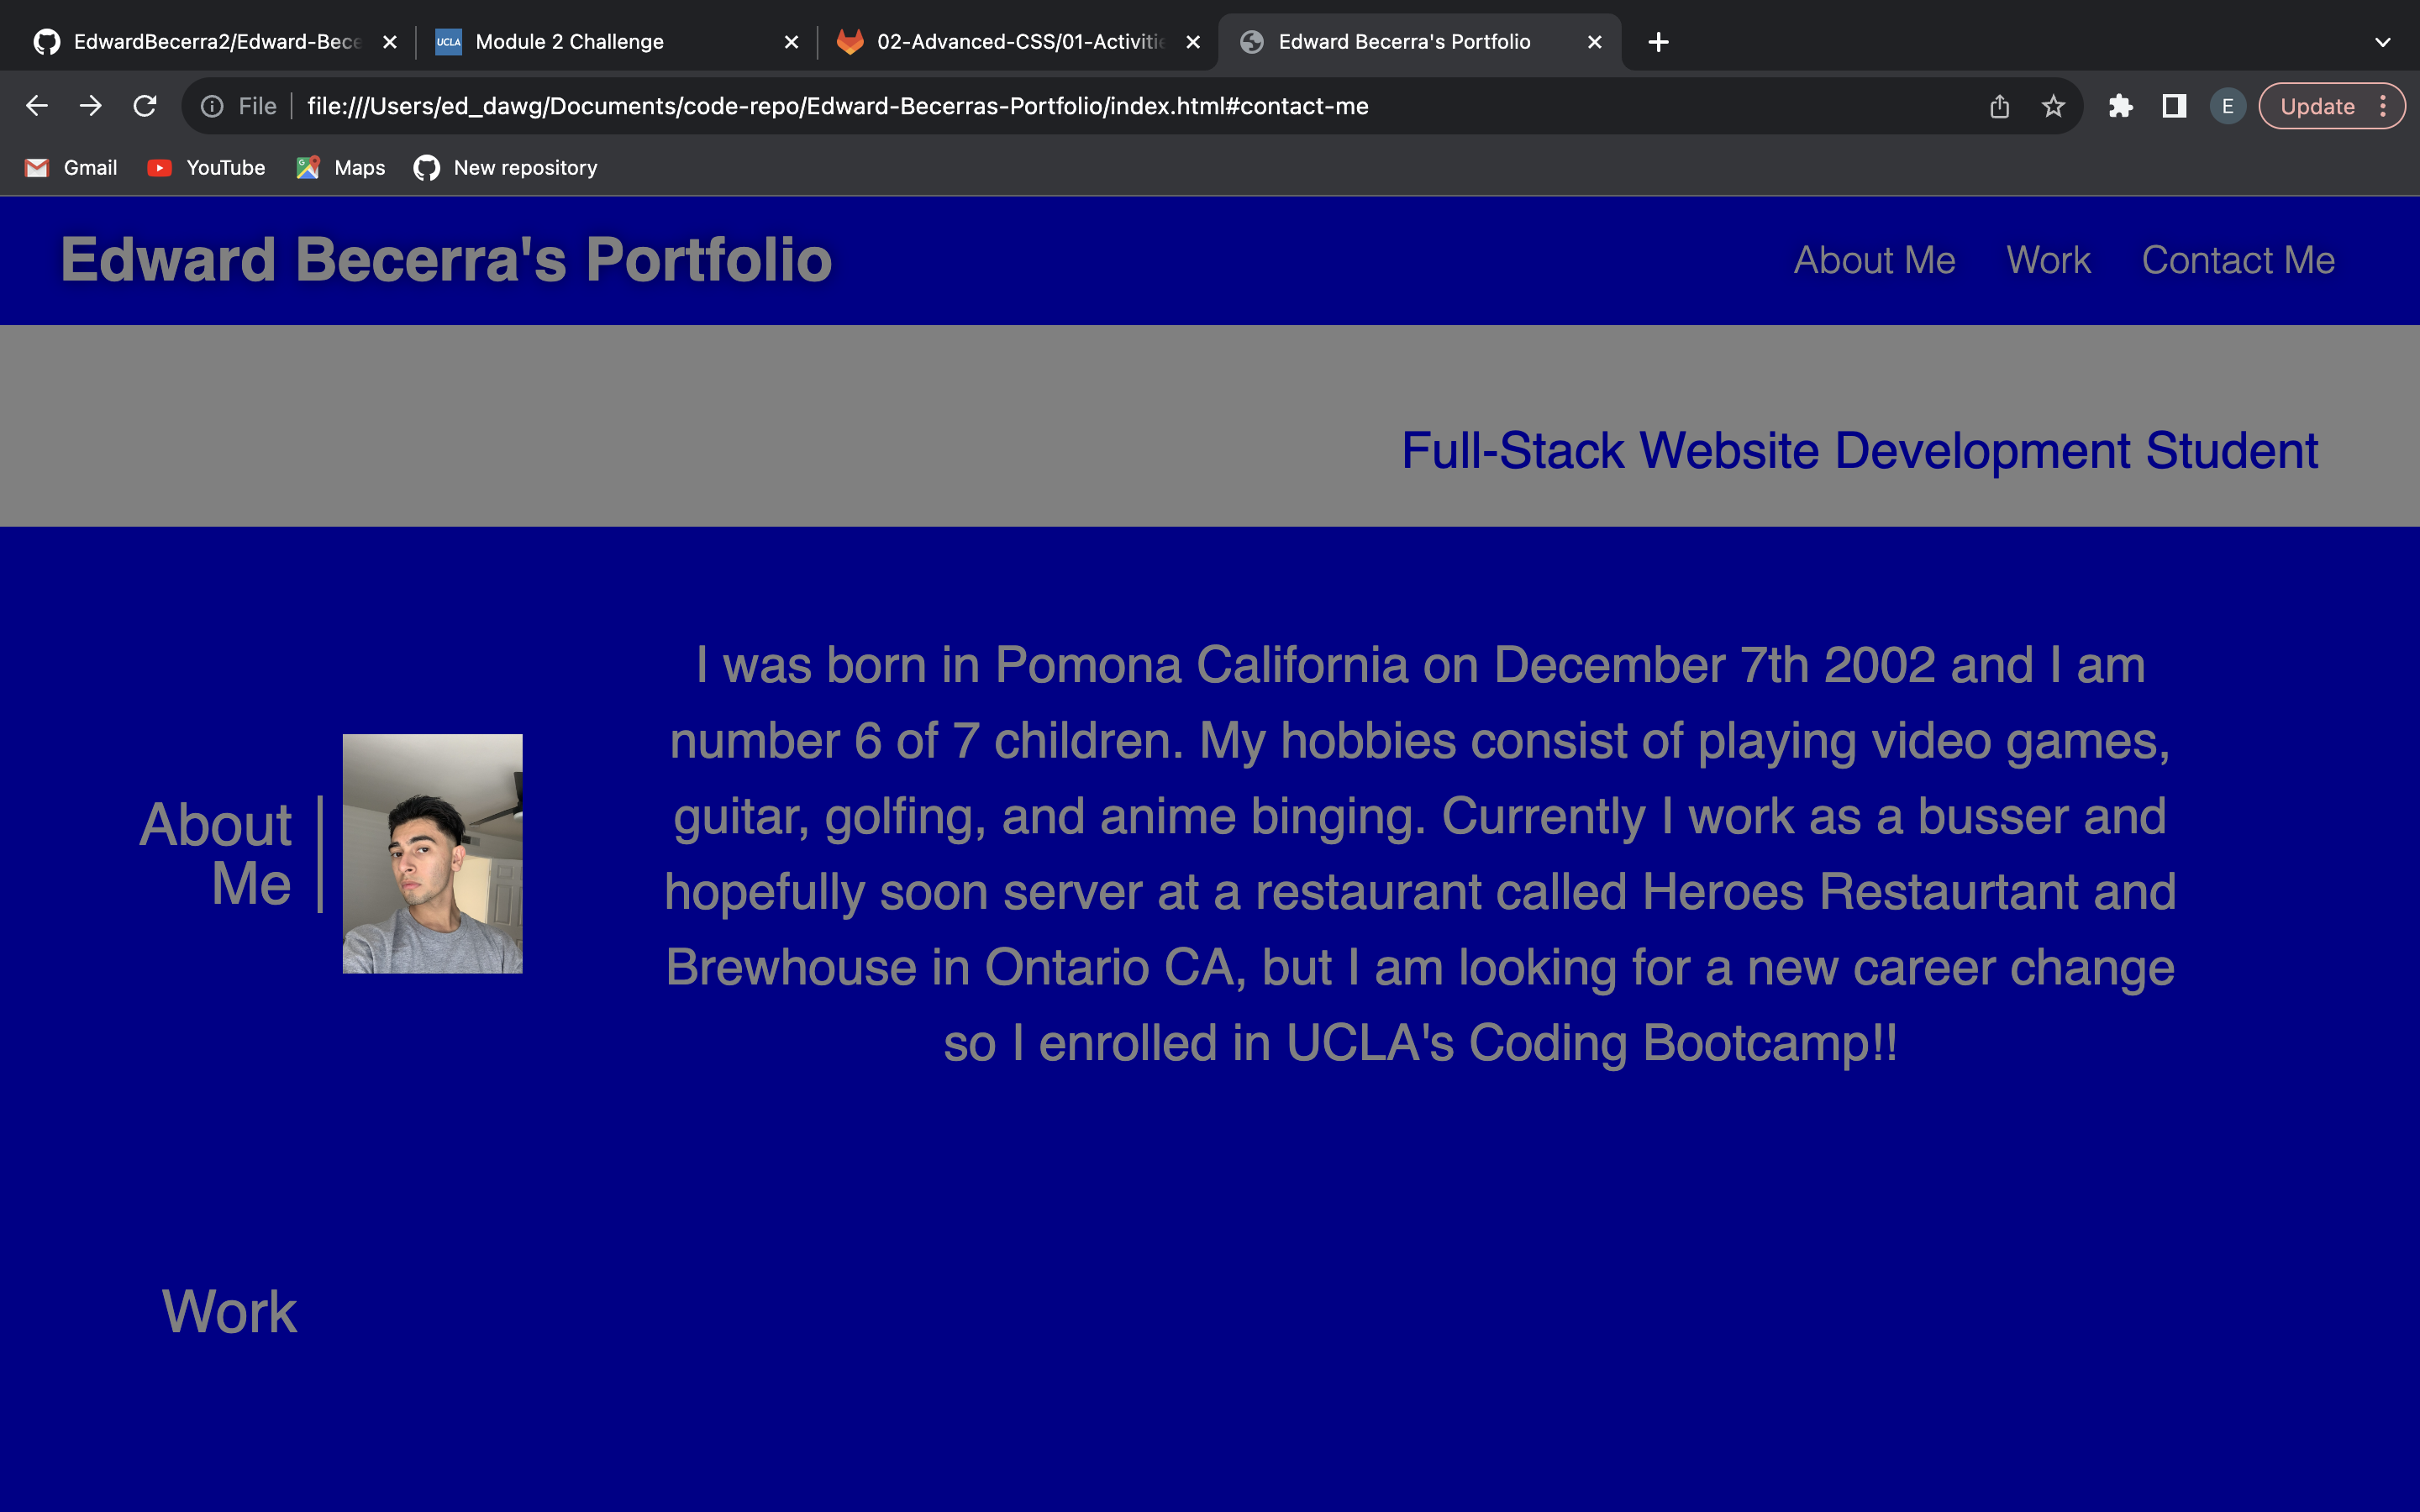 EdwardBecerra2/Edward-Bece
UCLA Module 2 Challenge
02-Advanced-CSS/01-Activitie
Edward Becerra's Portfolio
File file:///Users/ed_dawg/Documents/code-repo/Edward-Becerras-Portfolio/index.html#contact-me
E
Update
Gmail
YouTube
Maps
New repository
Edward Becerra's Portfolio
About Me Work Contact Me
Full-Stack Website Development Student
About
Me
I was born in Pomona California on December 7th 2002 and I am
number 6 of 7 children. My hobbies consist of playing video games,
guitar, golfing, and anime binging. Currently I work as a busser and
hopefully soon server at a restaurant called Heroes Restaurtant and
Brewhouse in Ontario CA, but I am looking for a new career change
so I enrolled in UCLA's Coding Bootcamp!!
Work